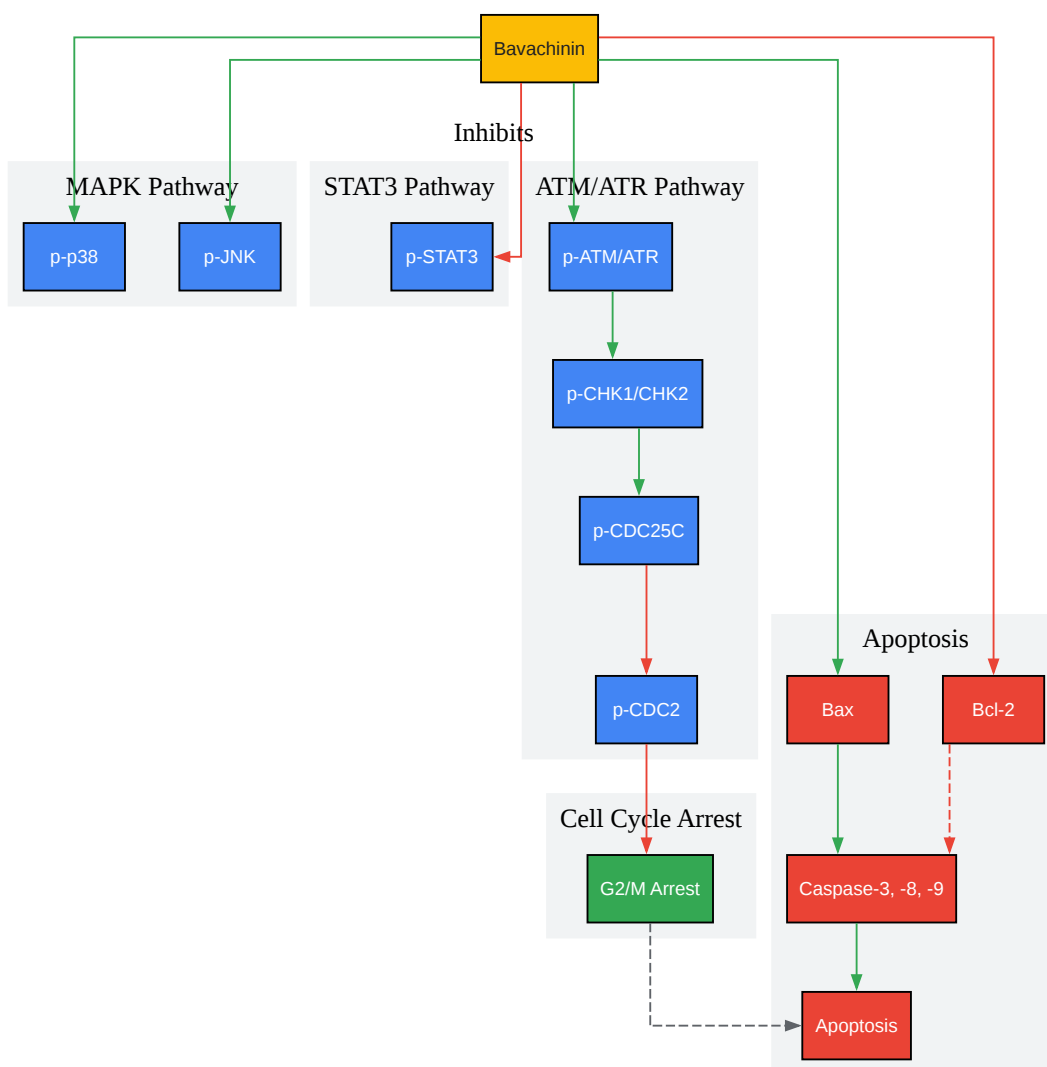 Bavachinin
Inhibits
MAPK Pathway
STAT3 Pathway
ATM/ATR Pathway
p-p38
p-JNK
p-STAT3
p-ATM/ATR
p-CHK1/CHK2
p-CDC25C
Apoptosis
p-CDC2
Bax
Bcl-2
Cell Cycle Arrest
G2/M Arrest
Caspase-3, -8, -9
Apoptosis